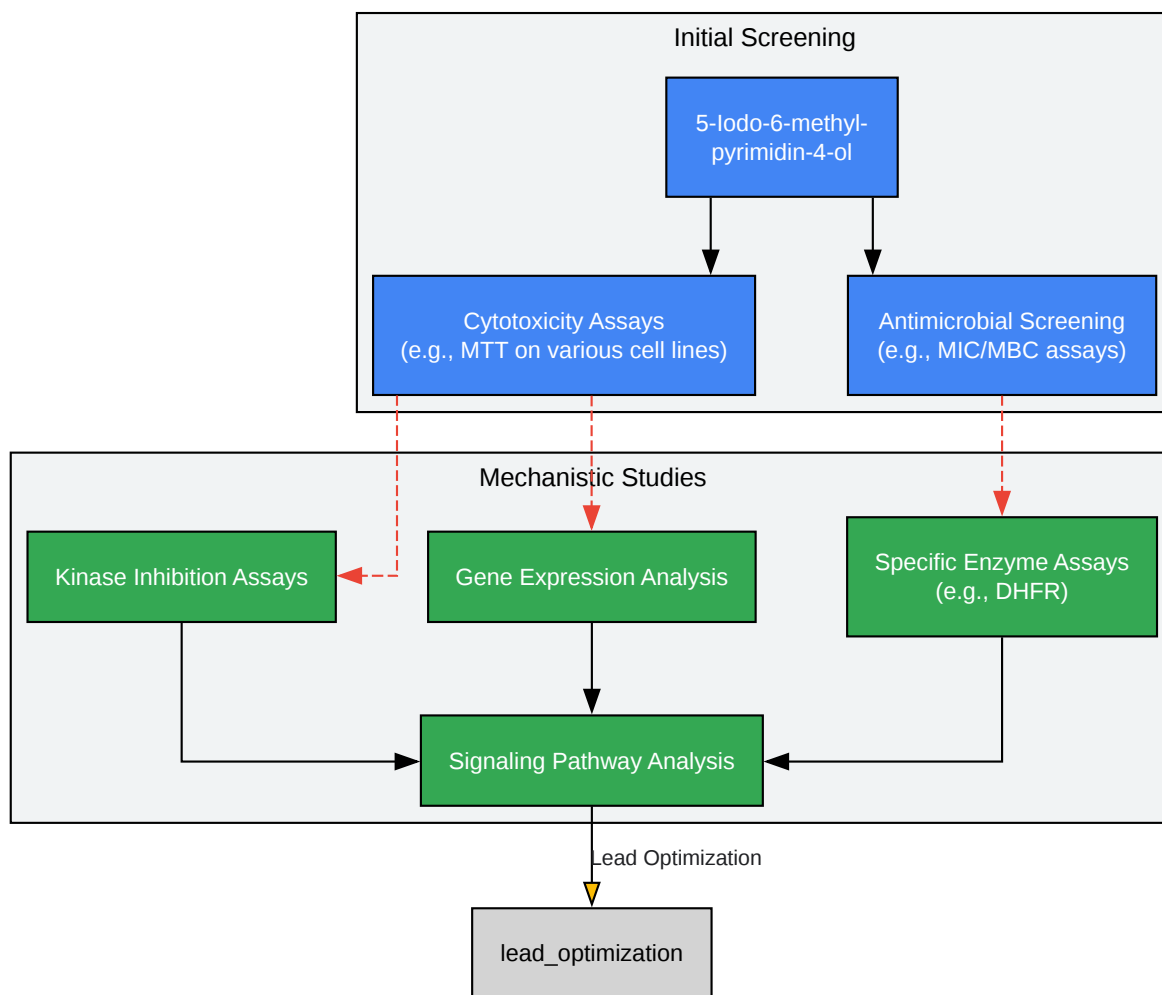 Initial Screening
5-Iodo-6-methyl-
pyrimidin-4-ol
Cytotoxicity Assays
(e.g., MTT on various cell lines)
Antimicrobial Screening
(e.g., MIC/MBC assays)
Mechanistic Studies
Kinase Inhibition Assays
Gene Expression Analysis
Specific Enzyme Assays
(e.g., DHFR)
Signaling Pathway Analysis
Lead Optimization
lead_optimization